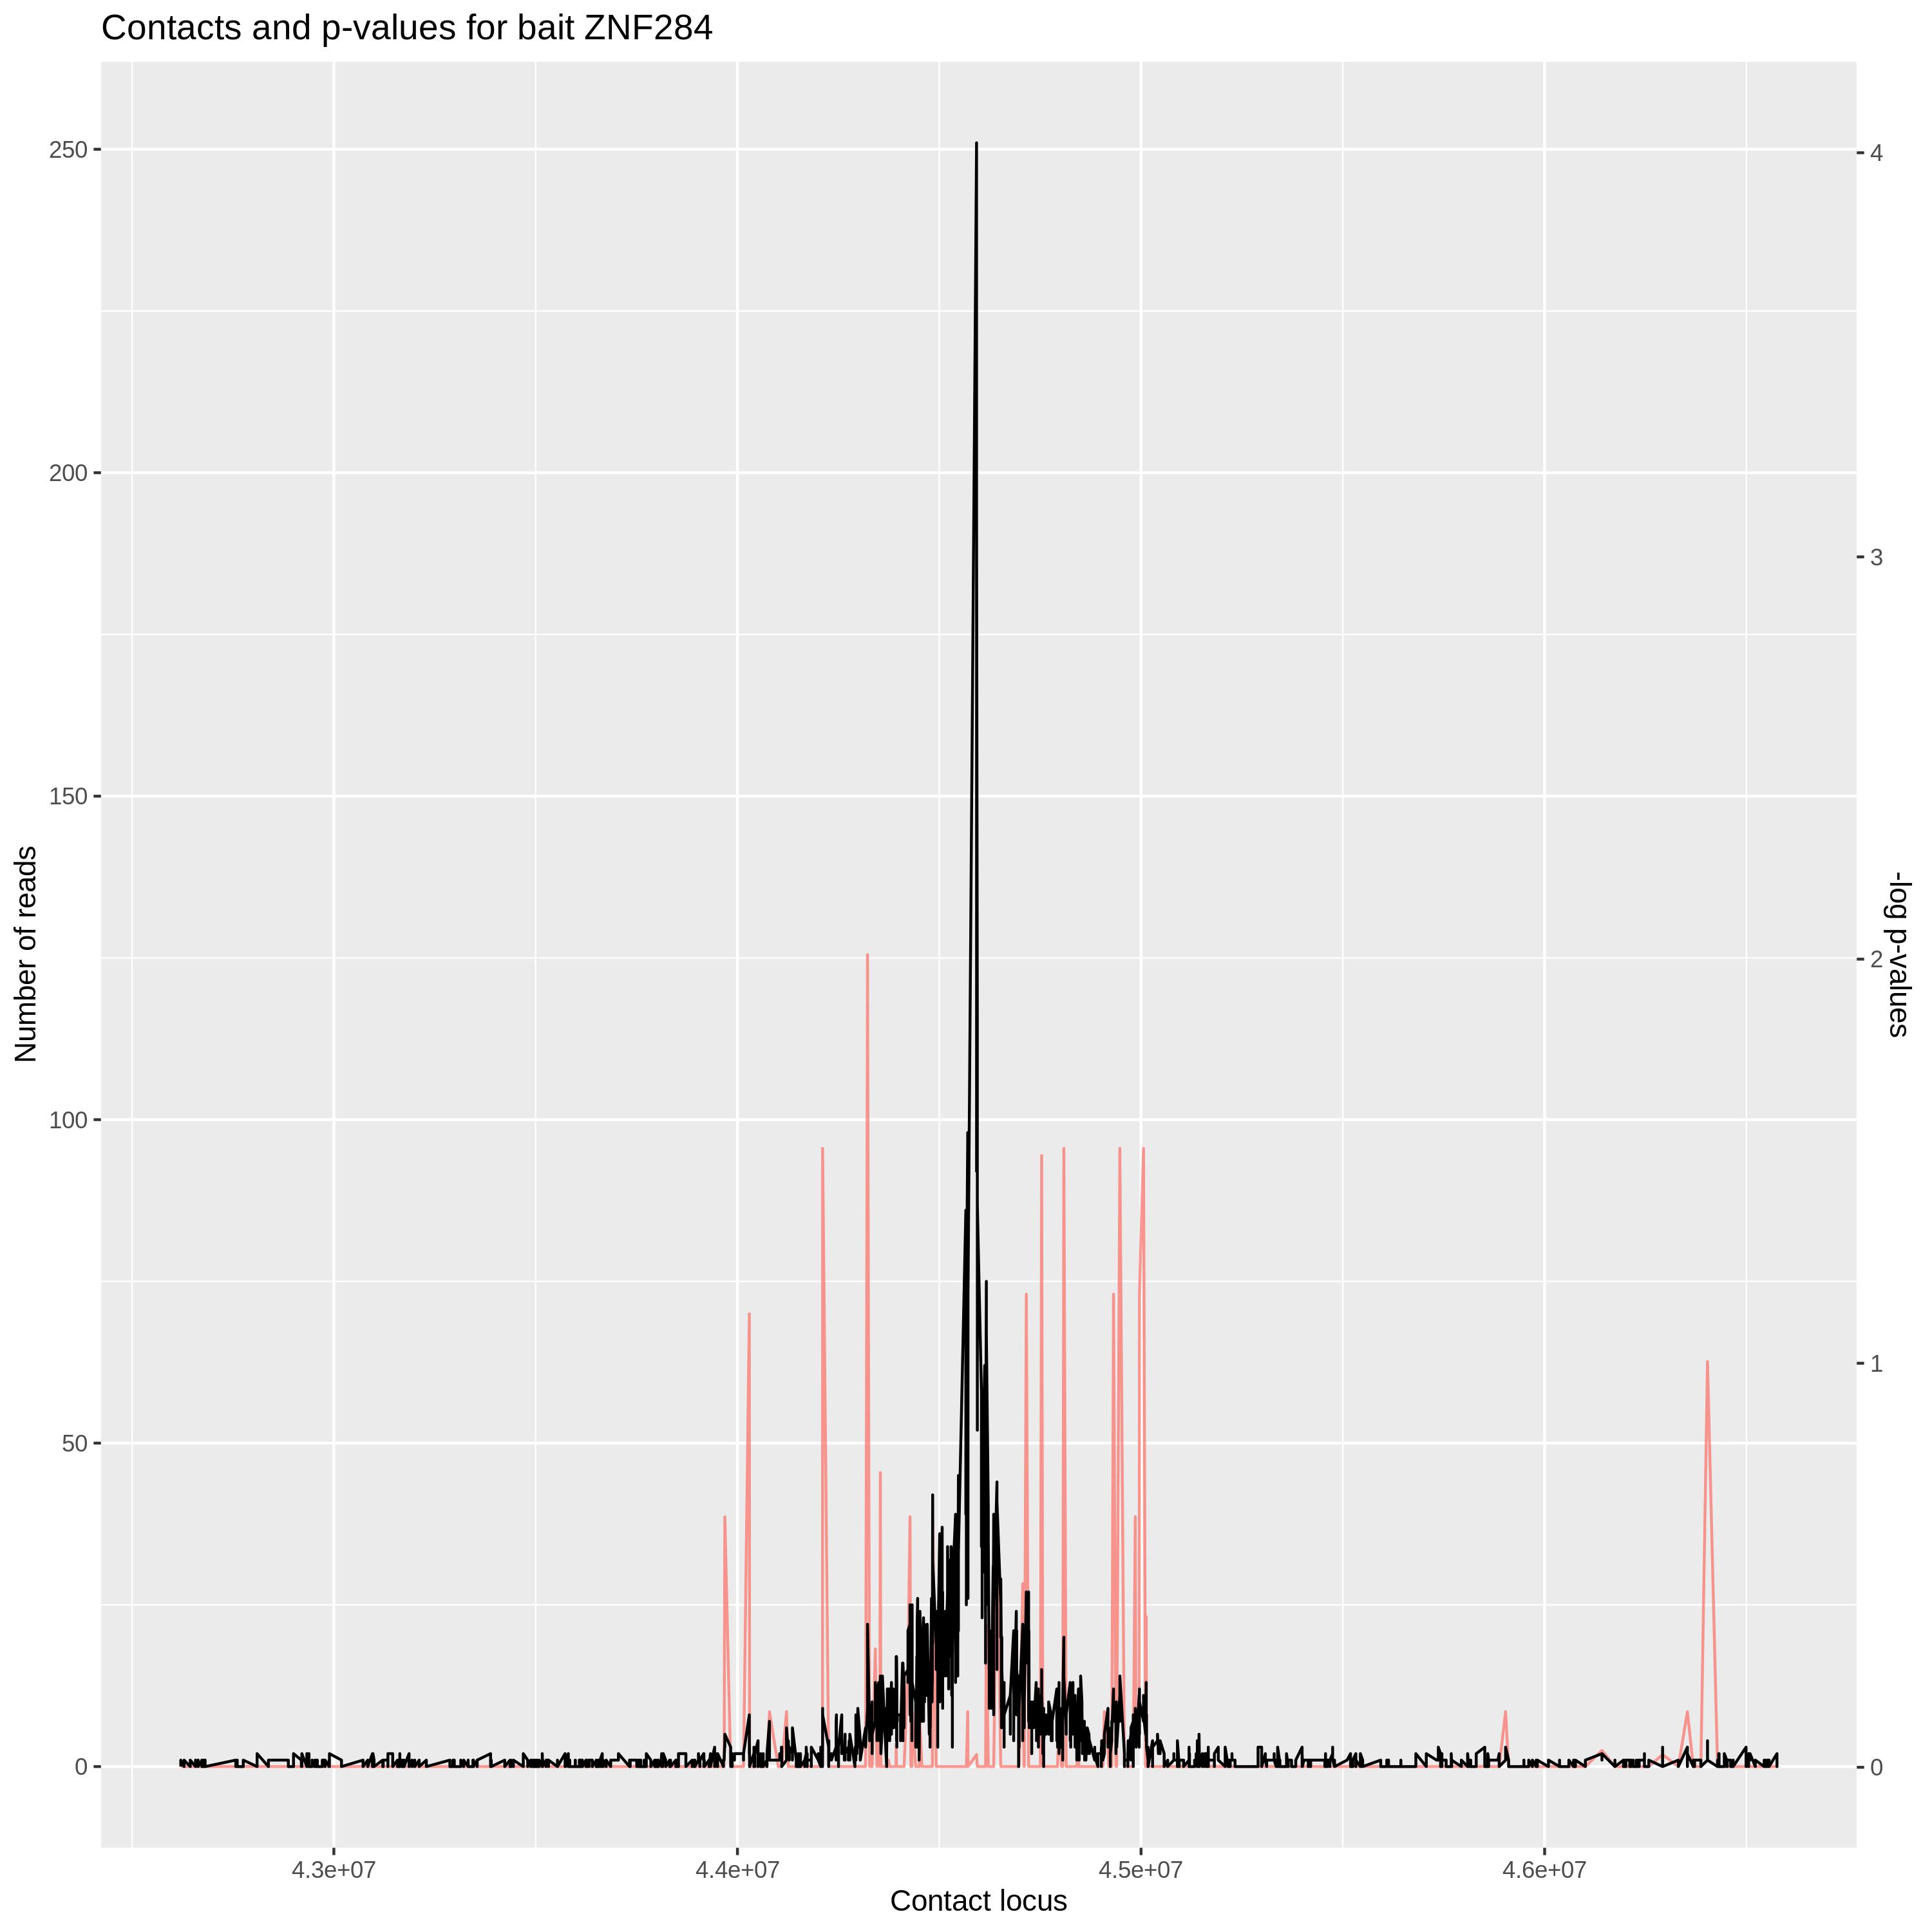 Contacts and p-values for bait ZNF284
250
200
150
100
50
0
Number of reads
4
3
2
1
0
-log p-values
4.3e+07
4.4e+07
4.5e+07
4.6e+07
Contact locus